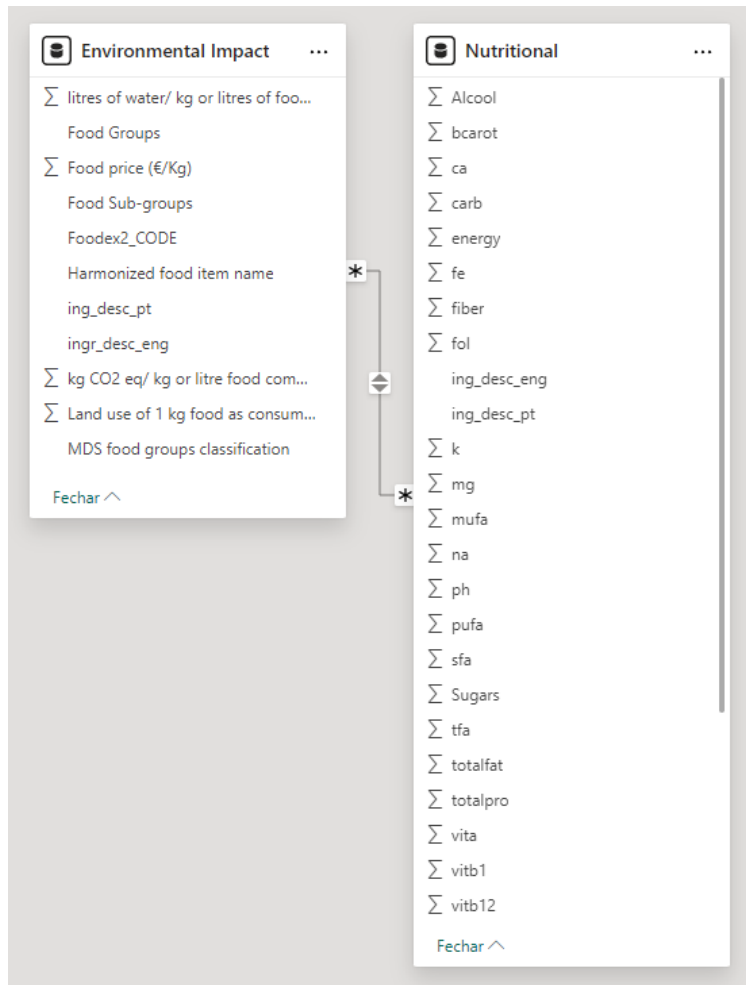 Environmental Impact
litres of water/ kg or litres of foo...
Food Groups
Food price (€/Kg)
Food Sub-groups
Foodex2_CODE
Harmonized food item name
ing_desc_pt
ingr_desc_eng
kg CO2 eq/ kg or litre food com...
Land use of 1 kg food as consum...
MDS food groups classification
Fechar
Nutritional
Alcool
bcarot
ca
carb
energy
fe
fiber
fol
ing_desc_eng
ing_desc_pt
k
mg
mufa
na
ph
pufa
sfa
Sugars
tfa
totalfat
totalpro
vita
vitb1
vitb12
Fechar